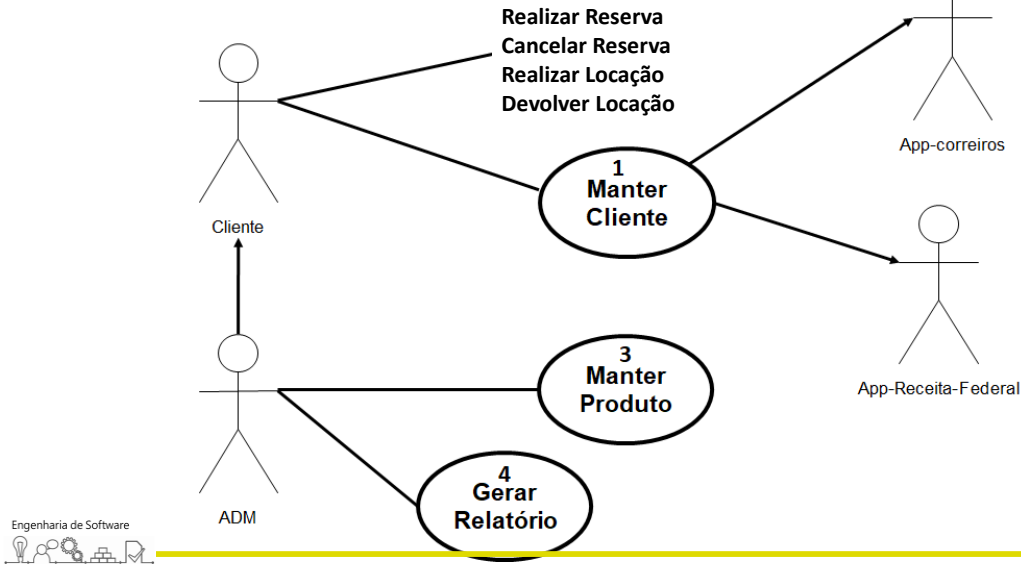 Realizar Reserva
Cancelar Reserva
Realizar Locação
Devolver Locação
App-correiros
1
Manter
Cliente
Cliente
3
Manter
Produto
App-Receita-Federal
4
Gerar
Relatório
ADM
Engenharia de Software